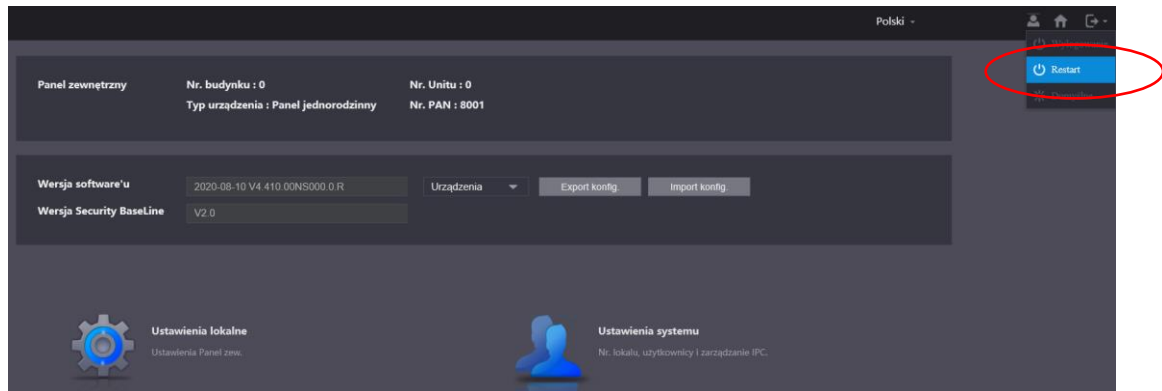 Polski
Wylogowanie
Restart
Domyślne
Panel zewnętrzny
Nr. budynku : 0
Nr. Unitu : 0
Typ urządzenia : Panel jednorodzinny
Nr. PAN : 8001
Wersja software'u
2020-08-10 V4.410.00NS000.0.R
Urządzenia
Export konfig.
Import konfig.
Wersja Security BaseLine
V2.0
Ustawienia lokalne
Ustawienia Panel zew.
Ustawienia systemu
Nr. lokalu, użytkownicy I zarządzanie IPC.